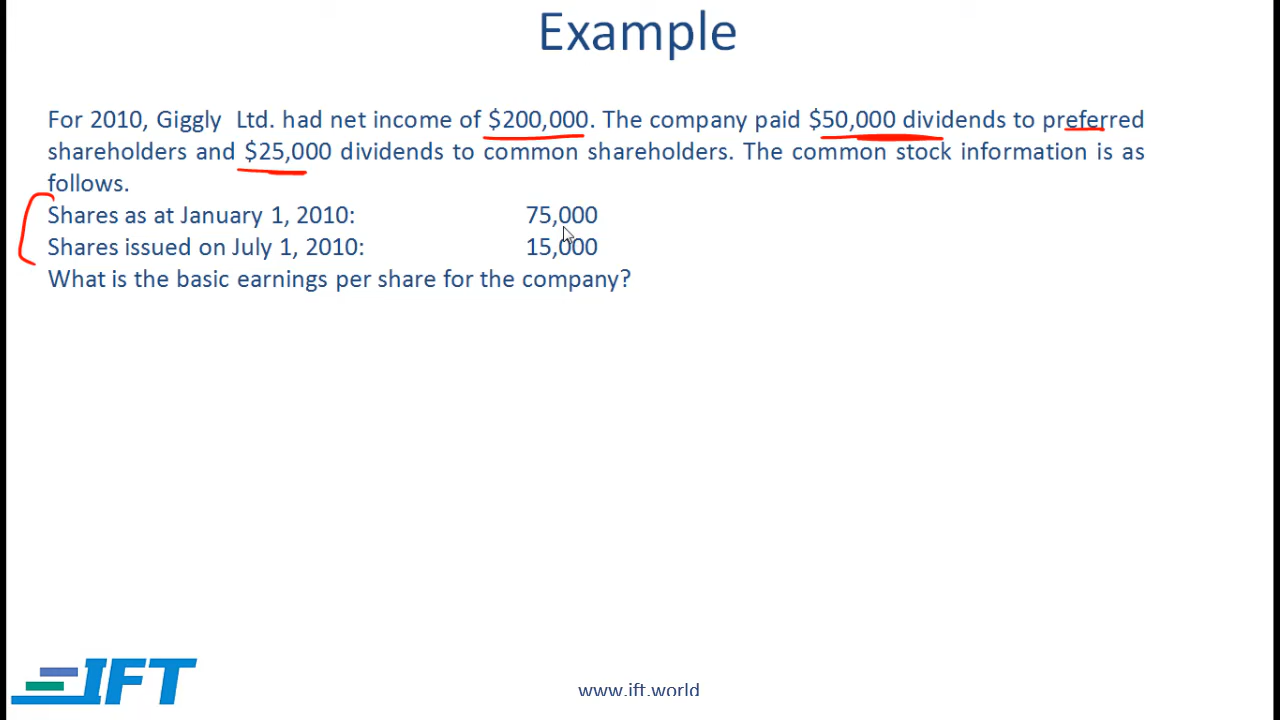 Example
For 2010, Giggly Ltd. had net income of $200,000. The company paid $50,000 dividends to preferred
shareholders and $25,000 dividends to common shareholders. The common stock information is as
follows.
Shares as at January 1, 2010: 75,000
Shares issued on July 1, 2010: 15,000
What is the basic earnings per share for the company?
IFT
www.ift.world